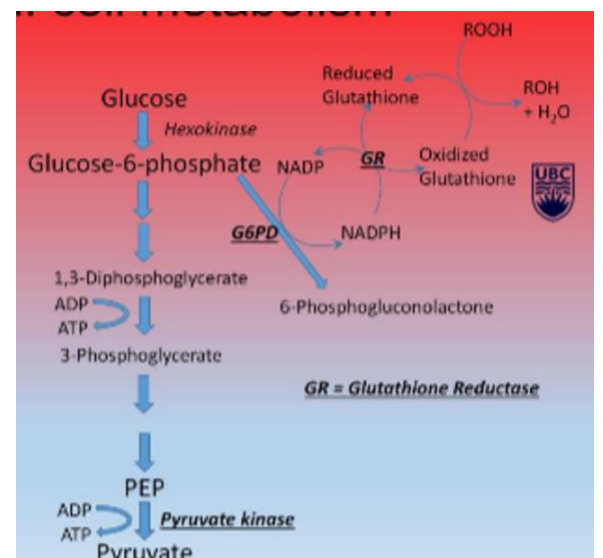 ROOH
Reduced
Glutathione
ROH
+ H₂O
Glucose
Hexokinase
Glucose-6-phosphate
NADP
GR
Oxidized
Glutathione
UBC
G6PD
NADPH
1,3-Diphosphoglycerate
6-Phosphogluconolactone
ADP
ATP
3-Phosphoglycerate
GR = Glutathione Reductase
PEP
ADP
Pyruvate kinase
ATP
Pyruvate